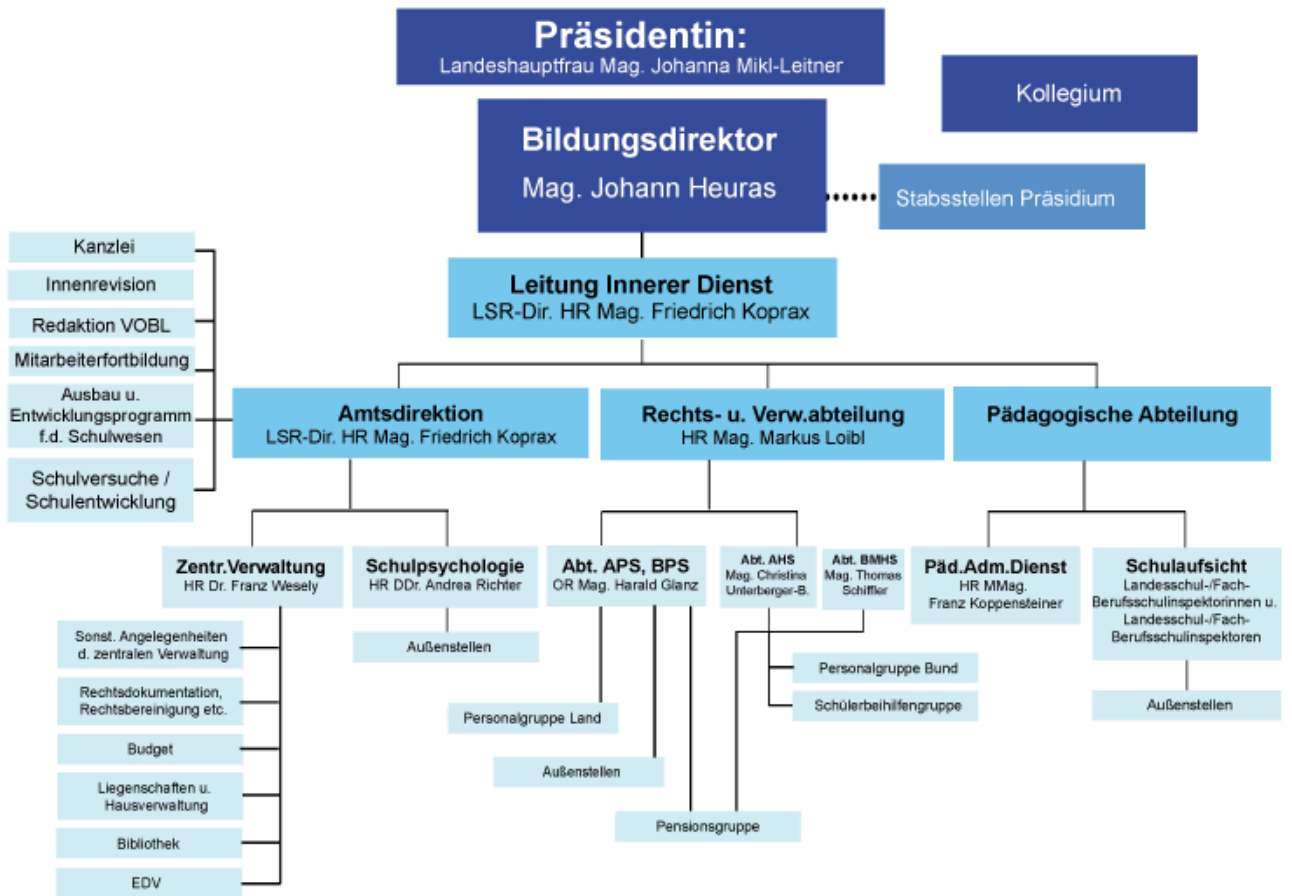 Präsidentin:
Landeshauptfrau Mag. Johanna Mikl-Leitner
Kollegium
Bildungsdirektor
Mag. Johann Heuras
Stabsstellen Präsidium
Leitung Innerer Dienst
LSR-Dir. HR Mag. Friedrich Koprax
Kanzlei
Innenrevision
Redaktion VOBL
Mitarbeiterfortbildung
Ausbau u.
Entwicklungsprogramm
f.d. Schulwesen
Schulversuche /
Schulentwicklung
Amtsdirektion
LSR-Dir. HR Mag. Friedrich Koprax
Rechts- u. Verw.abteilung
HR Mag. Markus Loibl
Pädagogische Abteilung
Zentr.Verwaltung
HR Dr. Franz Wesely
Schulpsychologie
HR DDr. Andrea Richter
Abt. APS, BPS
OR Mag. Harald Glanz
Abt. AHS
Mag. Christina
Unterberger-B.
Abt. BMHS
Mag. Thomas
Schiffler
Päd.Adm.Dienst
HR MMag.
Franz Koppensteiner
Schulaufsicht
Landesschul-/Fach-
Berufsschulinspektorinnen u.
Landesschul-/Fach-
Berufsschulinspektoren
Sonst. Angelegenheiten
d. zentralen Verwaltung
Rechtsdokumentation,
Rechtsbereinigung etc.
Budget
Liegenschaften u.
Hausverwaltung
Bibliothek
EDV
Außenstellen
Personalgruppe Land
Außenstellen
Pensionsgruppe
Personalgruppe Bund
Schülerbeihilfengruppe
Außenstellen